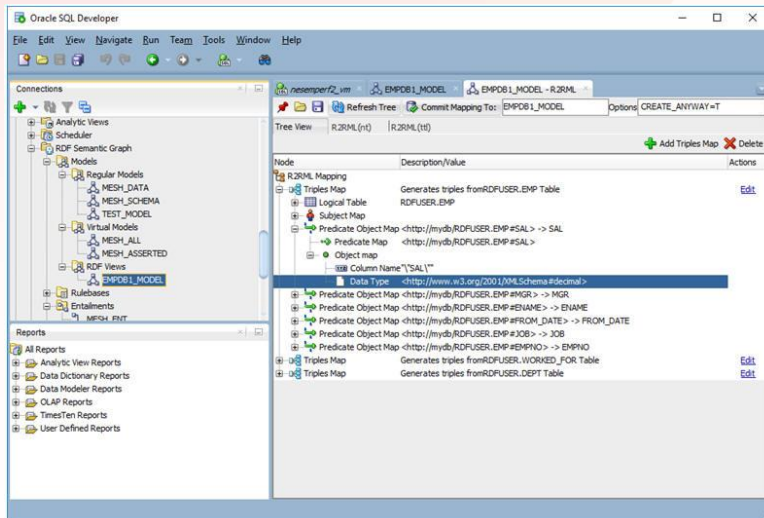 Oracle SQL Developer
File Edit View Navigate Run Team Tools Window Help
Connections
Analytic Views
Scheduler
RDF Semantic Graph
Models
Regular Models
MESH_DATA
MESH_SCHEMA
TEST_MODEL
Virtual Models
MESH_ALL
MESH_ASSERTED
RDF Views
EMPDB1_MODEL
Rulebases
Entailments
MESH_ENT
Reports
All Reports
Analytic View Reports
Data Dictionary Reports
Data Modeler Reports
OLAP Reports
TimesTen Reports
User Defined Reports
nesemperf2_vm EMPDB1_MODEL EMPDB1_MODEL - R2RML
Refresh Tree Commit Mapping To: EMPDB1_MODEL Options CREATE_ANYWAY=T
Tree View R2RML(nt) R2RML(ttl)
Add Triples Map Delete
Node Description/Value Actions
R2RML Mapping
Triples Map Generates triples fromRDFUSER.EMP Table Edit
Logical Table RDFUSER.EMP
Subject Map
Predicate Object Map <http://mydb/RDFUSER.EMP#SAL> -> SAL
Predicate Map <http://mydb/RDFUSER.EMP#SAL>
Object map
Column Name "\"SAL\""
Data Type <http://www.w3.org/2001/XMLSchema#decimal>
Predicate Object Map <http://mydb/RDFUSER.EMP#MGR> -> MGR
Predicate Object Map <http://mydb/RDFUSER.EMP#ENAME> -> ENAME
Predicate Object Map <http://mydb/RDFUSER.EMP#FROM_DATE> -> FROM_DATE
Predicate Object Map <http://mydb/RDFUSER.EMP#JOB> -> JOB
Predicate Object Map <http://mydb/RDFUSER.EMP#EMPNO> -> EMPNO
Triples Map Generates triples fromRDFUSER.WORKED_FOR Table Edit
Triples Map Generates triples fromRDFUSER.DEPT Table Edit